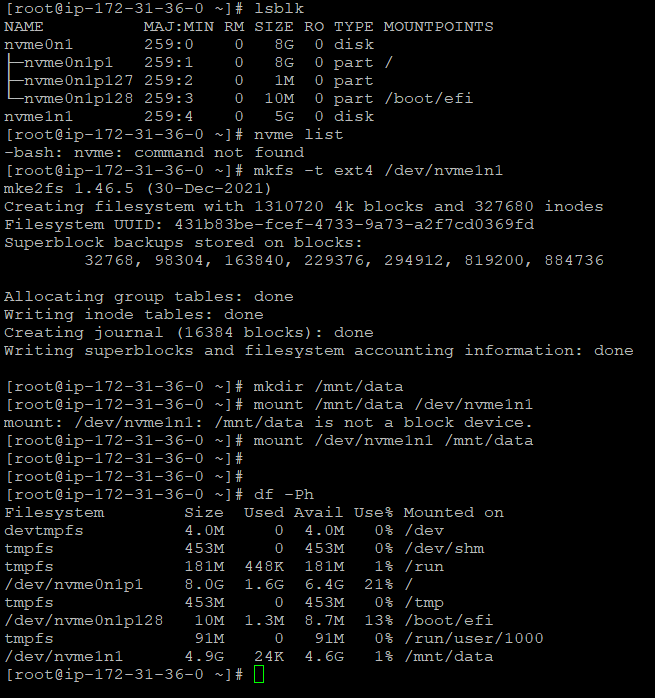 [root@ip-172-31-36-0 ~]# lsblk
NAME          MAJ:MIN RM  SIZE RO TYPE MOUNTPOINTS
nvme0n1       259:0    0    8G  0 disk
├─nvme0n1p1   259:1    0    8G  0 part /
├─nvme0n1p127 259:2    0    1M  0 part
└─nvme0n1p128 259:3    0   10M  0 part /boot/efi
nvme1n1       259:4    0    5G  0 disk
[root@ip-172-31-36-0 ~]# nvme list
-bash: nvme: command not found
[root@ip-172-31-36-0 ~]# mkfs -t ext4 /dev/nvme1n1
mke2fs 1.46.5 (30-Dec-2021)
Creating filesystem with 1310720 4k blocks and 327680 inodes
Filesystem UUID: 431b83be-fcef-4733-9a73-a2f7cd0369fd
Superblock backups stored on blocks:
        32768, 98304, 163840, 229376, 294912, 819200, 884736
Allocating group tables: done
Writing inode tables: done
Creating journal (16384 blocks): done
Writing superblocks and filesystem accounting information: done
[root@ip-172-31-36-0 ~]# mkdir /mnt/data
[root@ip-172-31-36-0 ~]# mount /mnt/data /dev/nvme1n1
mount: /dev/nvme1n1: /mnt/data is not a block device.
[root@ip-172-31-36-0 ~]# mount /dev/nvme1n1 /mnt/data
[root@ip-172-31-36-0 ~]#
[root@ip-172-31-36-0 ~]#
[root@ip-172-31-36-0 ~]# df -Ph
Filesystem        Size  Used Avail Use% Mounted on
devtmpfs          4.0M     0  4.0M   0% /dev
tmpfs             453M     0  453M   0% /dev/shm
tmpfs             181M  448K  181M   1% /run
/dev/nvme0n1p1    8.0G  1.6G  6.4G  21% /
tmpfs             453M     0  453M   0% /tmp
/dev/nvme0n1p128   10M  1.3M  8.7M  13% /boot/efi
tmpfs              91M     0   91M   0% /run/user/1000
/dev/nvme1n1      4.9G   24K  4.6G   1% /mnt/data
[root@ip-172-31-36-0 ~]#